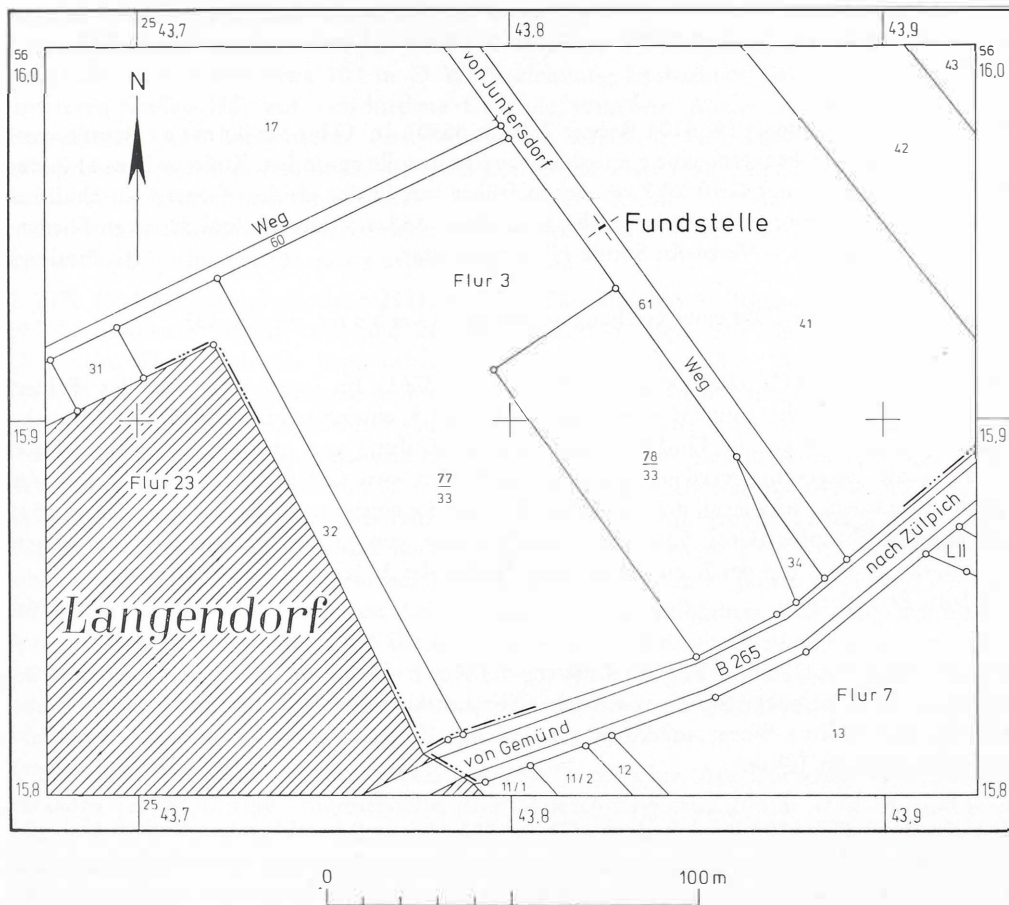 25
43,7
43,8
43,9
56
16,0
56
16,0
N
17
von Juntersdorf
43
42
Weg
60
Fundstelle
Flur 3
61
41
31
Weg
15,9
15,9
Flur 23
77
33
78
33
32
34
nach Zülpich
LII
Langendorf
B 265
Flur 7
13
von Gemünd
12
11/2
11/1
15,8
15,8
25
43,7
43,8
43,9
0
100 m